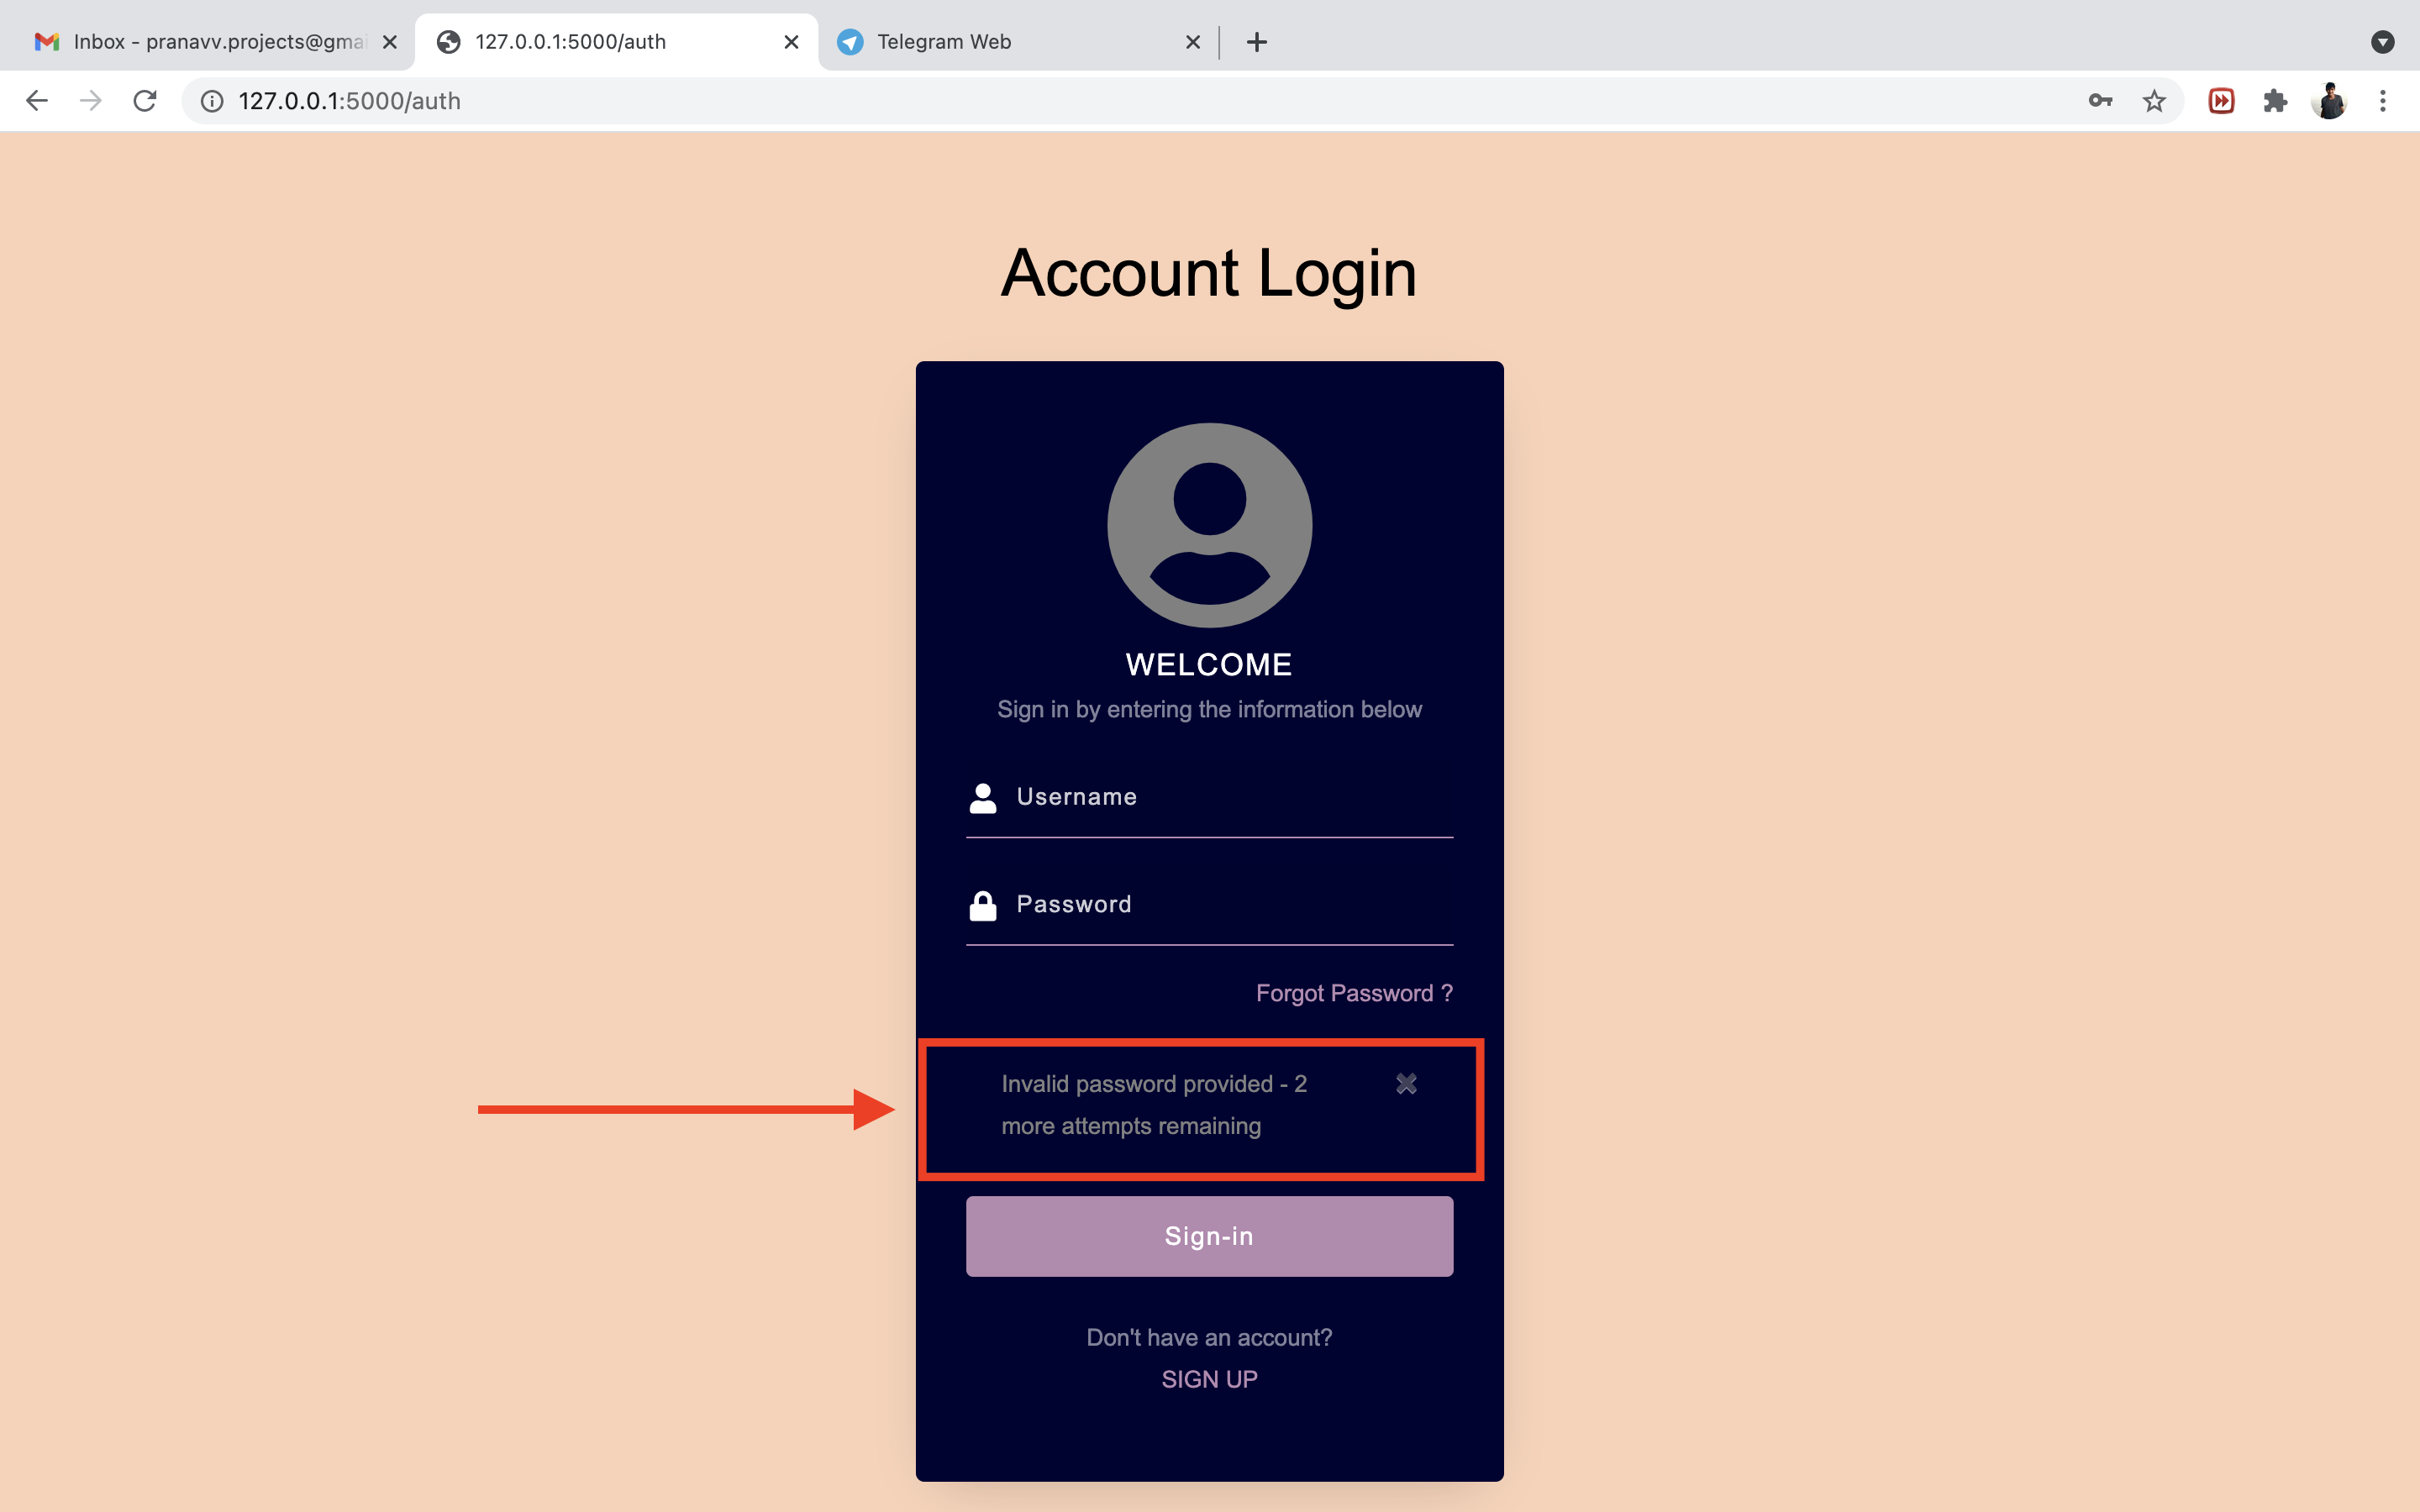 Inbox - pranavv.projects@gmai
127.0.0.1:5000/auth
Telegram Web
127.0.0.1:5000/auth
Account Login
WELCOME
Sign in by entering the information below
Username
Password
Forgot Password ?
Invalid password provided - 2
more attempts remaining
Sign-in
Don't have an account?
SIGN UP